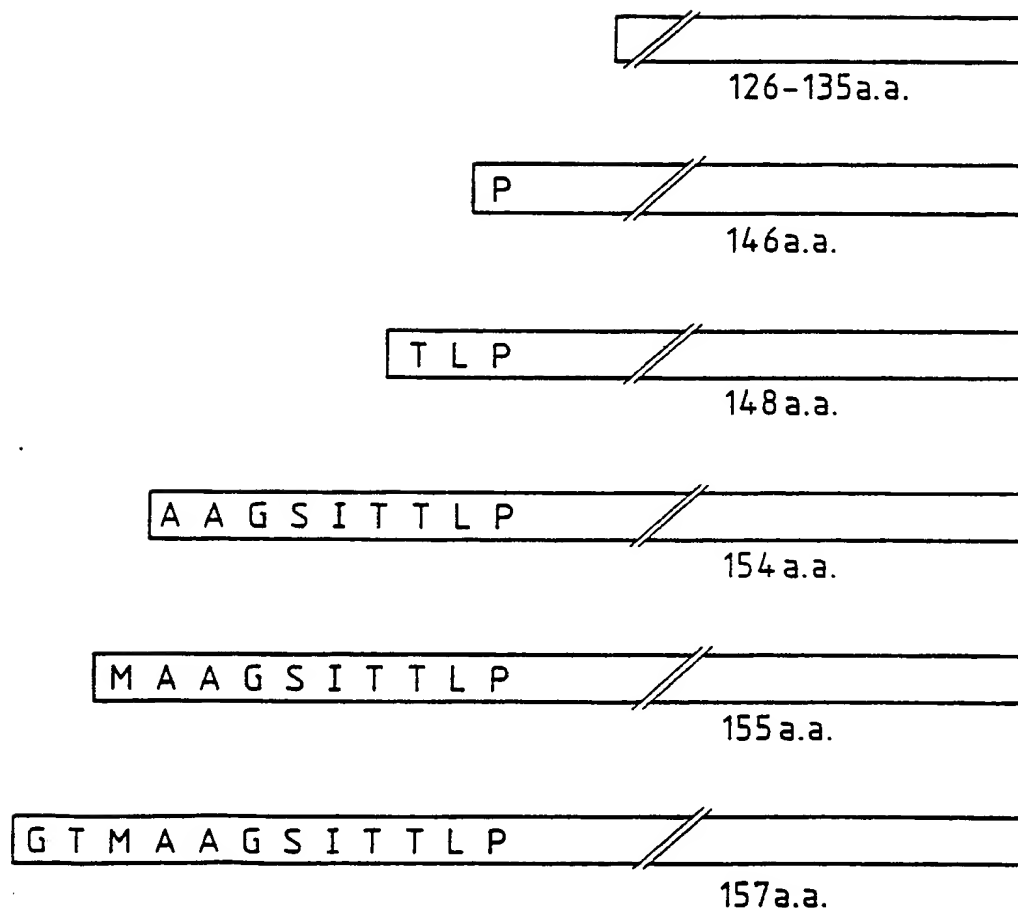 126-135a.a.
P
146a.a.
T L P
148a.a.
A A G S I T T L P
154a.a.
M A A G S I T T L P
155a.a.
G T M A A G S I T T L P
157a.a.